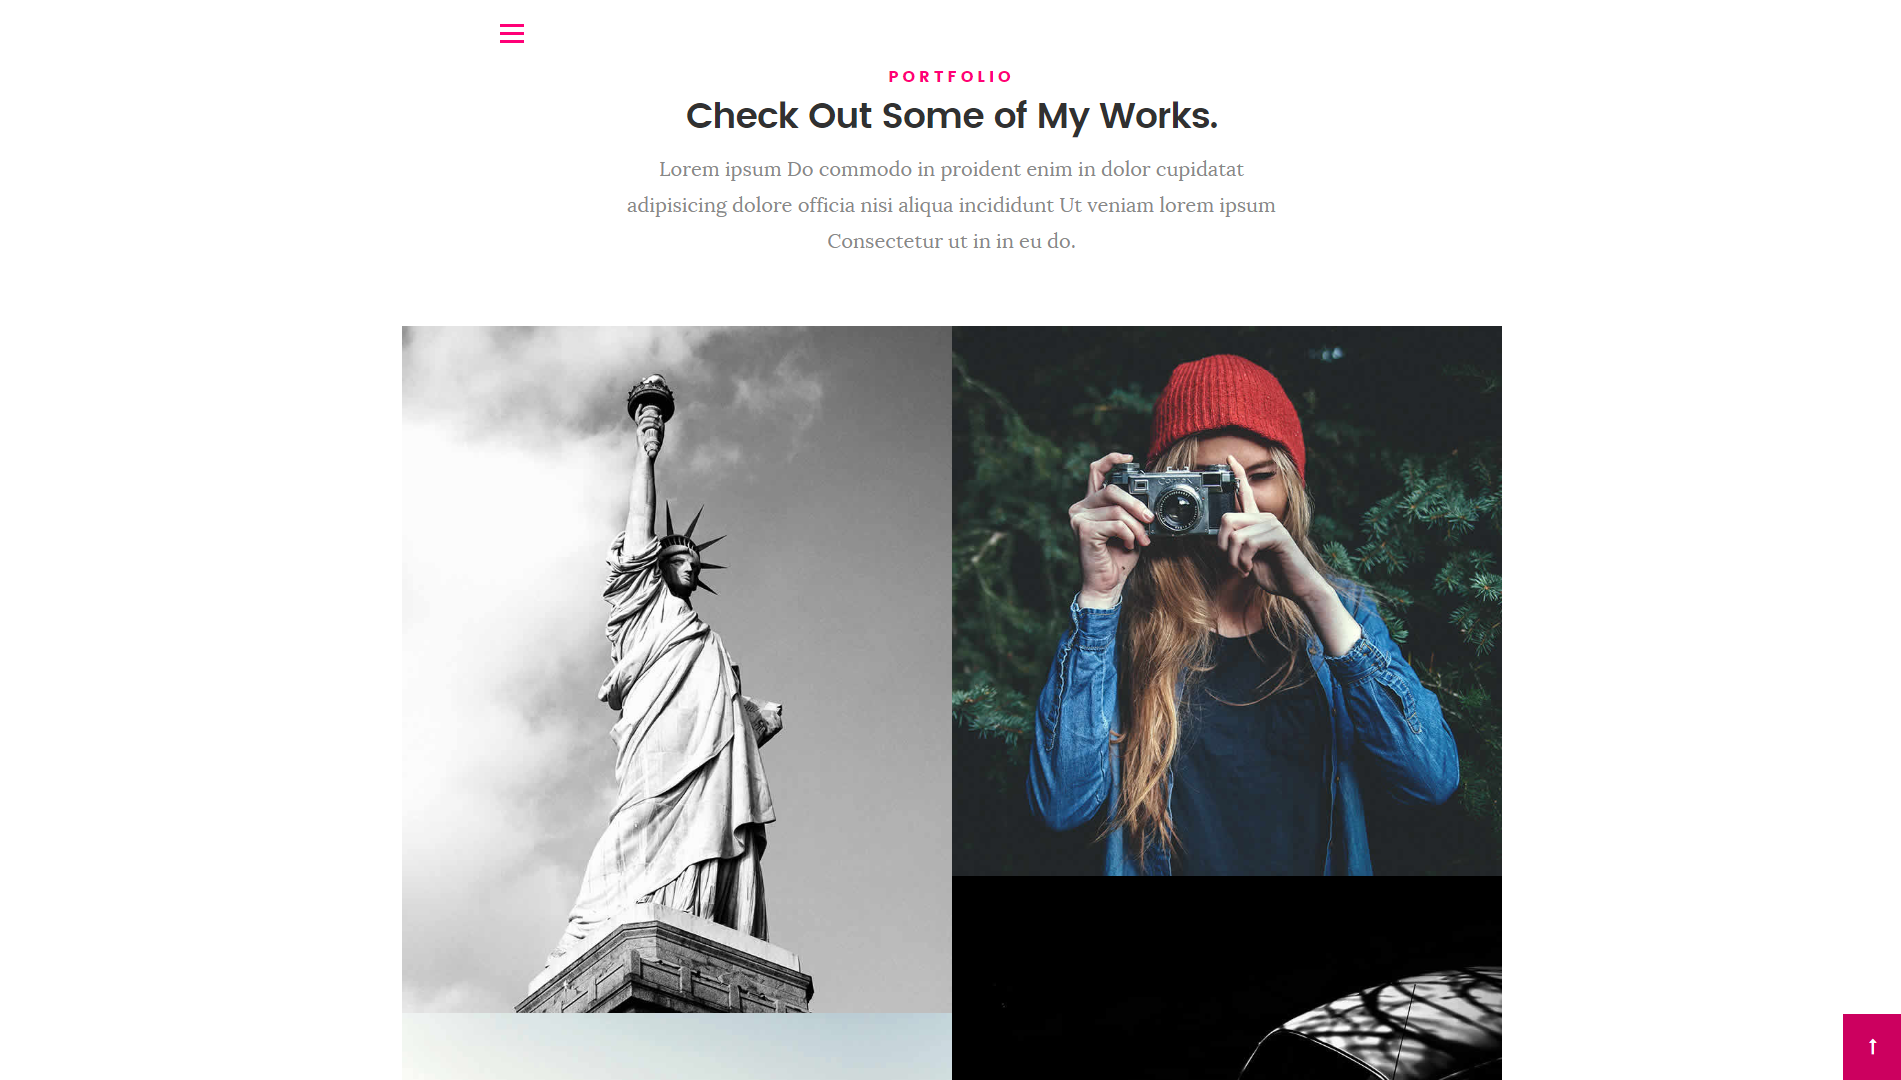 PORTFOLIO
Check Out Some of My Works.
Lorem ipsum Do commodo in proident enim in dolor cupidatat
adipisicing dolore officia nisi aliqua incididunt Ut veniam lorem ipsum
Consectetur ut in in eu do.
Contax